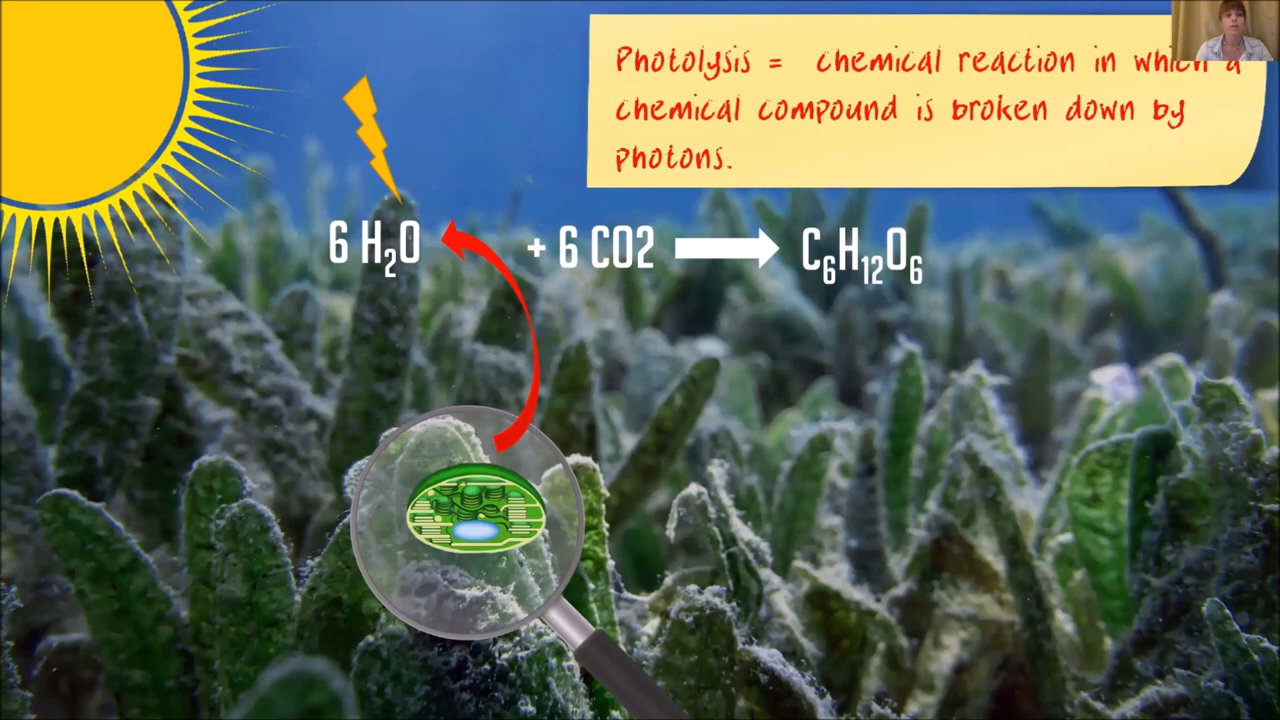 Photolysis = chemical reaction in which a
chemical compound is broken down by
photons.
6 H₂O + 6 CO2 C₆H₁₂O₆